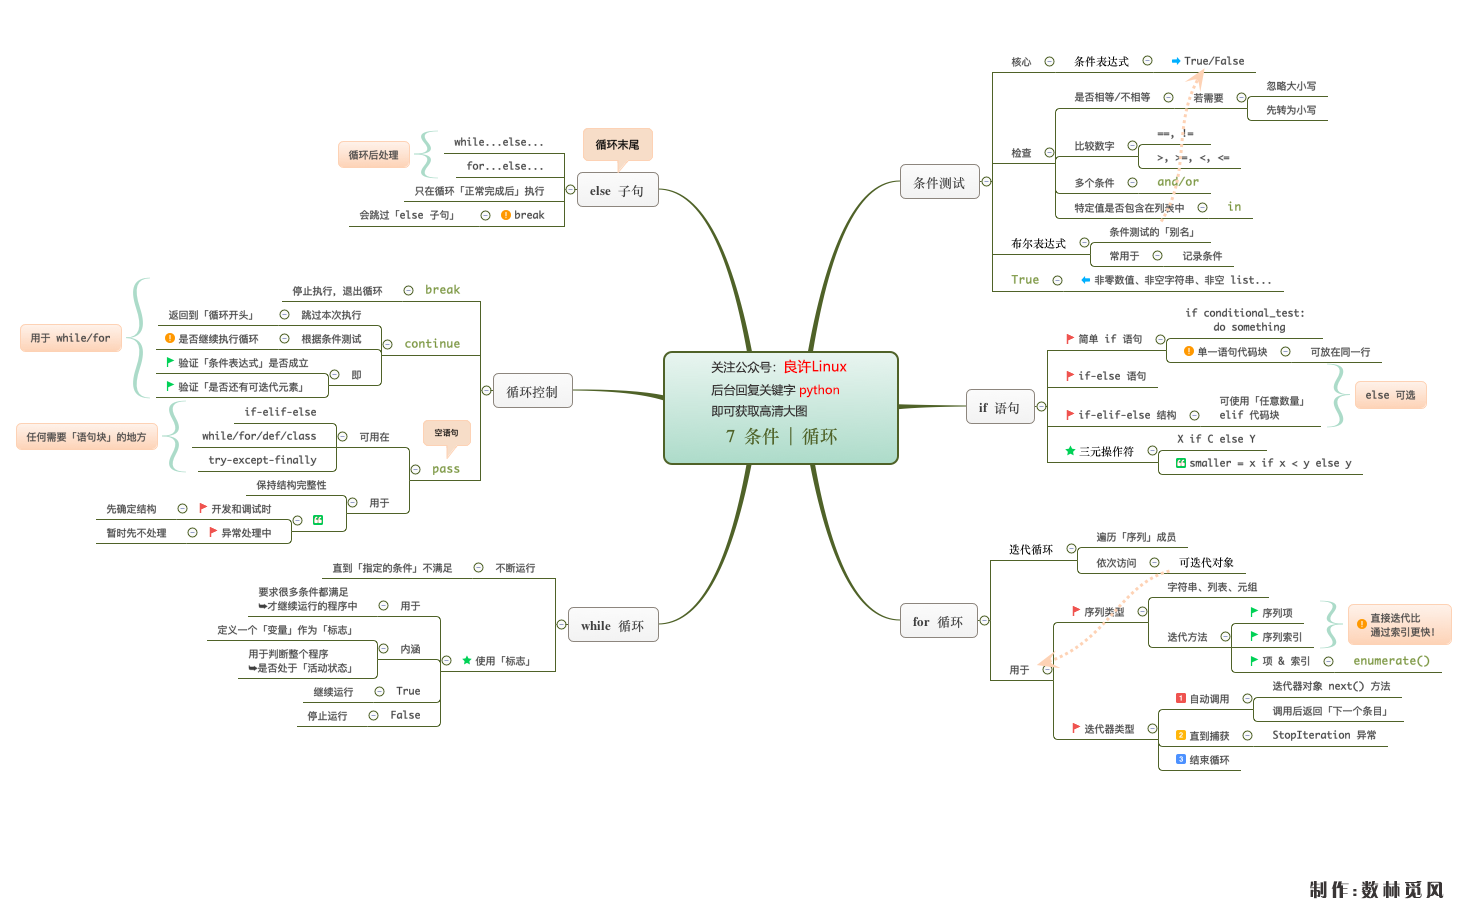 关注公众号：良许Linux
后台回复关键字 python
即可获取高清大图
7 条件 | 循环
条件测试
核心
条件表达式
True/False
检查
是否相等/不相等
若需要
忽略大小写
先转为小写
比较数字
==, !=
>, >=, <, <=
多个条件
and/or
特定值是否包含在列表中
in
布尔表达式
条件测试的「别名」
常用于
记录条件
True
非零数值、非空字符串、非空 list...
if 语句
简单 if 语句
if conditional_test:
do something
单一语句代码块
可放在同一行
if-else 语句
if-elif-else 结构
可使用「任意数量」
elif 代码块
else 可选
三元操作符
X if C else Y
smaller = x if x < y else y
for 循环
迭代循环
遍历「序列」成员
依次访问
可迭代对象
用于
序列类型
字符串、列表、元组
迭代方法
序列项
序列索引
项 & 索引
enumerate()
直接迭代比
通过索引更快!
迭代器类型
1 自动调用
迭代器对象 next() 方法
调用后返回「下一个条目」
2 直到捕获
StopIteration 异常
3 结束循环
循环末尾
else 子句
while...else...
for...else...
循环后处理
只在循环「正常完成后」执行
会跳过「else 子句」
break
循环控制
停止执行，退出循环
break
continue
返回到「循环开头」
跳过本次执行
是否继续执行循环
根据条件测试
验证「条件表达式」是否成立
验证「是否还有可迭代元素」
即
用于 while/for
空语句
pass
if-elif-else
while/for/def/class
try-except-finally
可用在
任何需要「语句块」的地方
用于
保持结构完整性
先确定结构
开发和调试时
暂时先不处理
异常处理中
while 循环
直到「指定的条件」不满足
不断运行
使用「标志」
要求很多条件都满足
➥才继续运行的程序中
用于
定义一个「变量」作为「标志」
用于判断整个程序
➥是否处于「活动状态」
内涵
继续运行
True
停止运行
False
制作:数林觅风